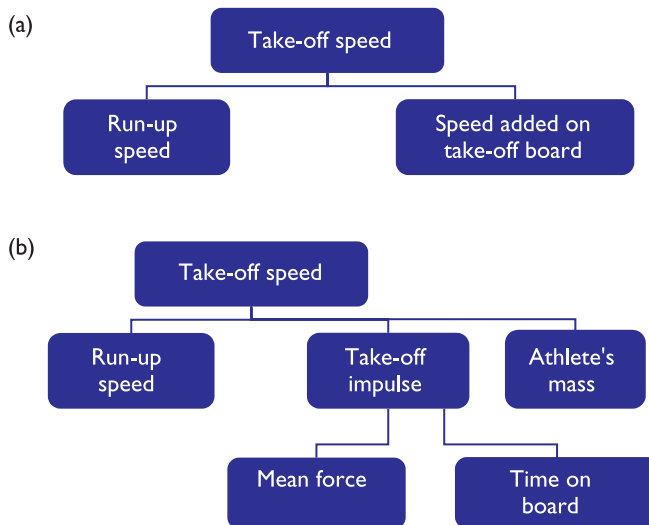 (a)
Take-off speed
Run-up
speed
Speed added on
take-off board
(b)
Take-off speed
Run-up
speed
Take-off
impulse
Athlete's
mass
Mean force
Time on
board